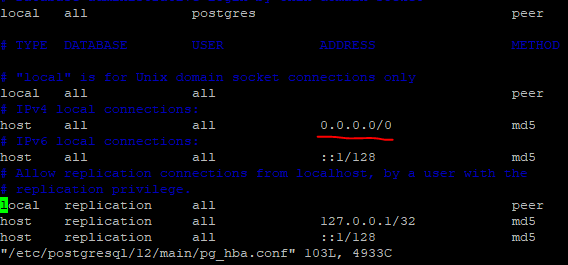 local all postgres peer
# TYPE DATABASE USER ADDRESS METHOD
# "local" is for Unix domain socket connections only
local all all peer
# IPv4 local connections:
host all all 0.0.0.0/0 md5
# IPv6 local connections:
host all all ::1/128 md5
# Allow replication connections from localhost, by a user with the
# replication privilege.
local replication all peer
host replication all 127.0.0.1/32 md5
host replication all ::1/128 md5
"/etc/postgresql/12/main/pg_hba.conf" 103L, 4933C